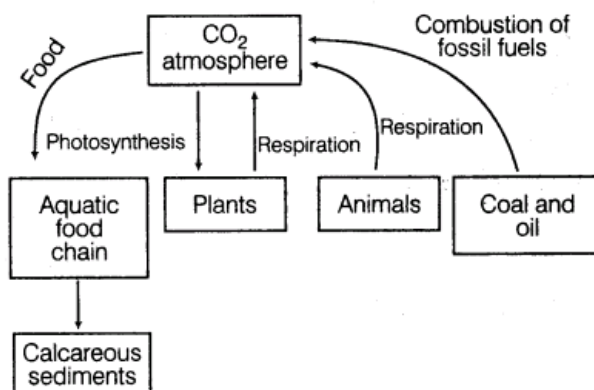 CO₂
atmosphere
Combustion of
fossil fuels
Food
Photosynthesis
Respiration
Respiration
Aquatic
food
chain
Plants
Animals
Coal and
oil
Calcareous
sediments